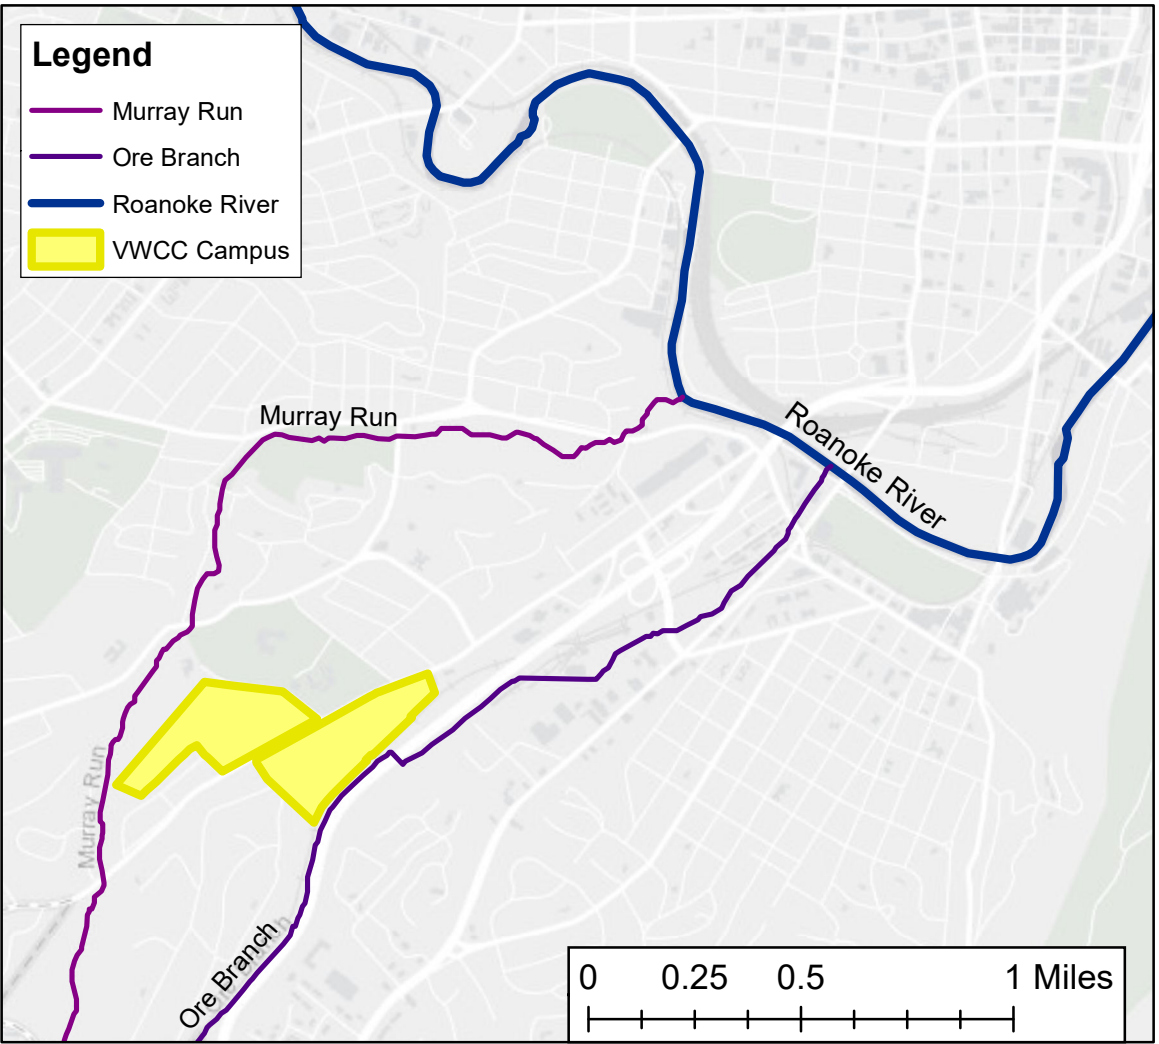 Legend
Murray Run
Ore Branch
Roanoke River
VWCC Campus
Murray Run
Roanoke River
Murray Run
Ore Branch
0 0.25 0.5 1 Miles